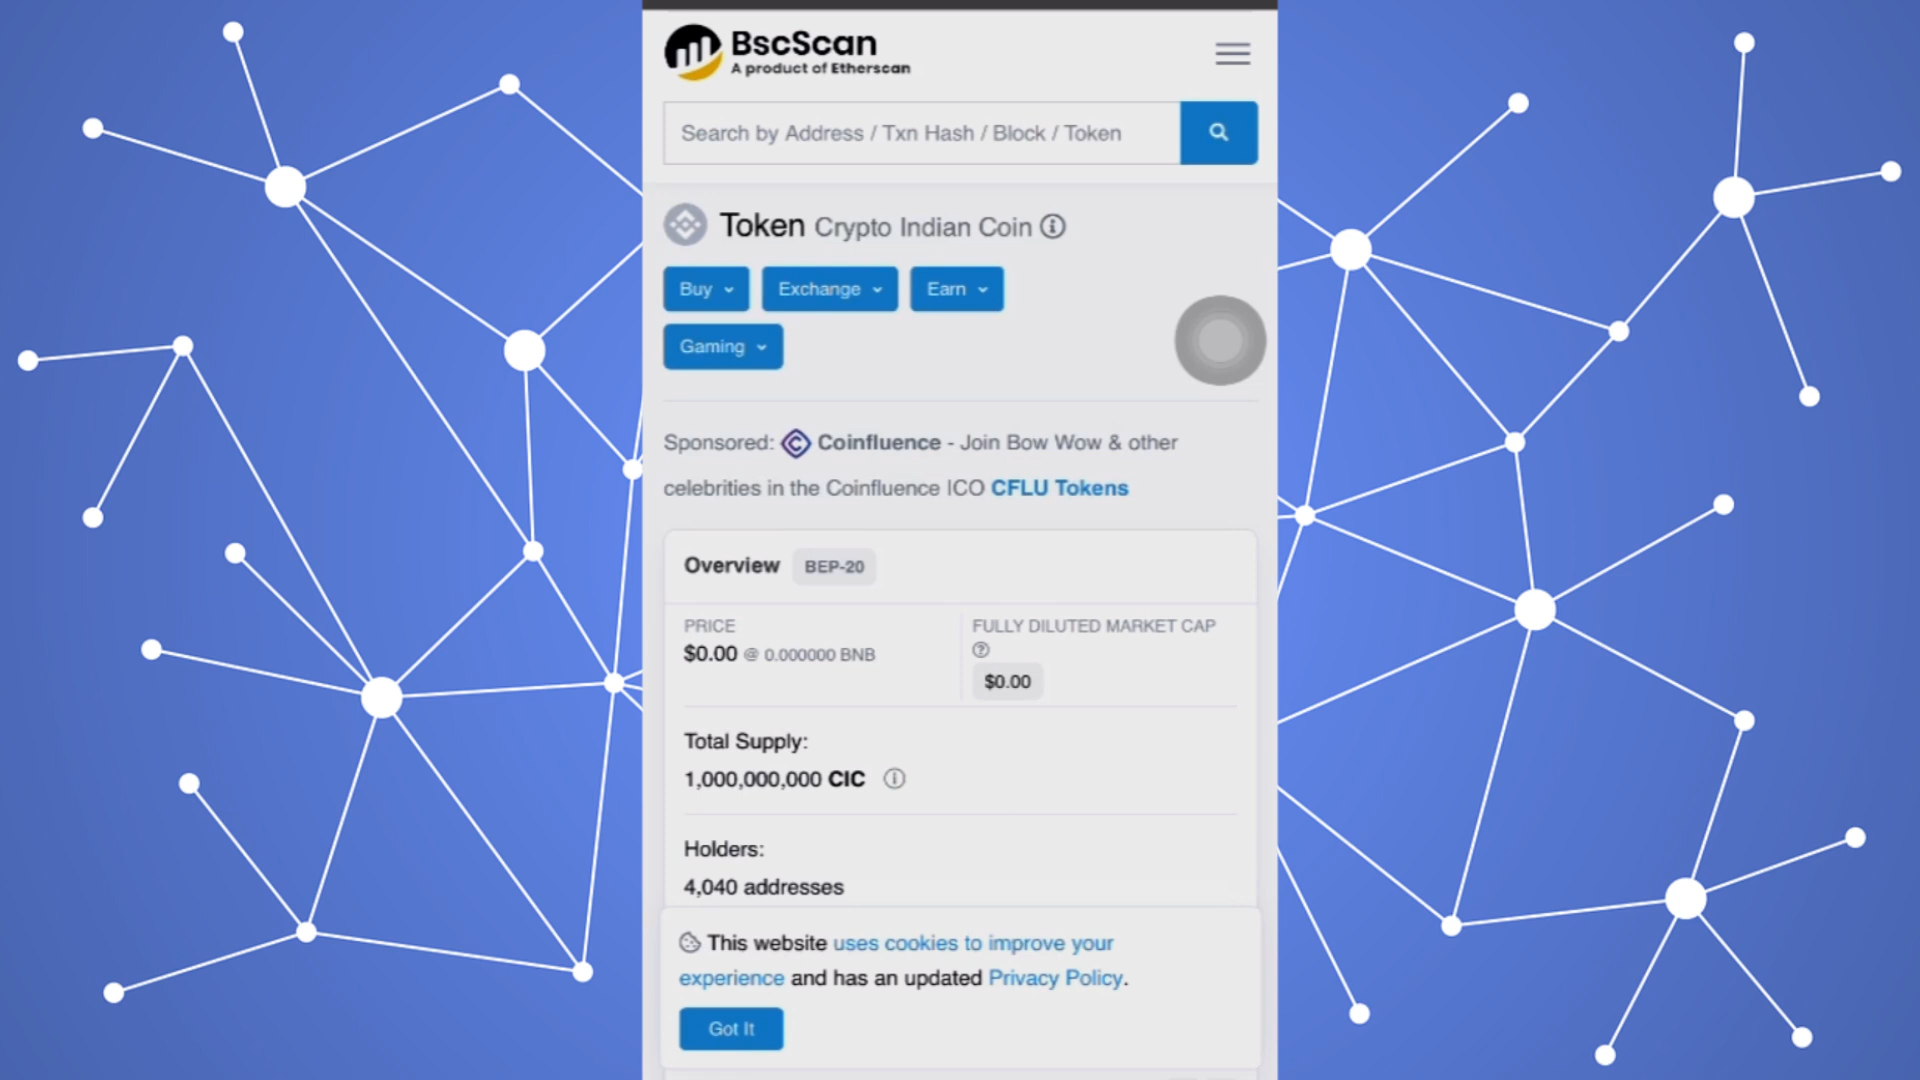 BscScan
A product of Etherscan
Search by Address / Txn Hash / Block / Token
Token Crypto Indian Coin
Buy Exchange Earn
Gaming
Sponsored: Coinfluence - Join Bow Wow & other
celebrities in the Coinfluence ICO CFLU Tokens
Overview BEP-20
PRICE
$0.00 @ 0.000000 BNB
FULLY DILUTED MARKET CAP
$0.00
Total Supply:
1,000,000,000 CIC
Holders:
4,040 addresses
This website uses cookies to improve your
experience and has an updated Privacy Policy.
Got It